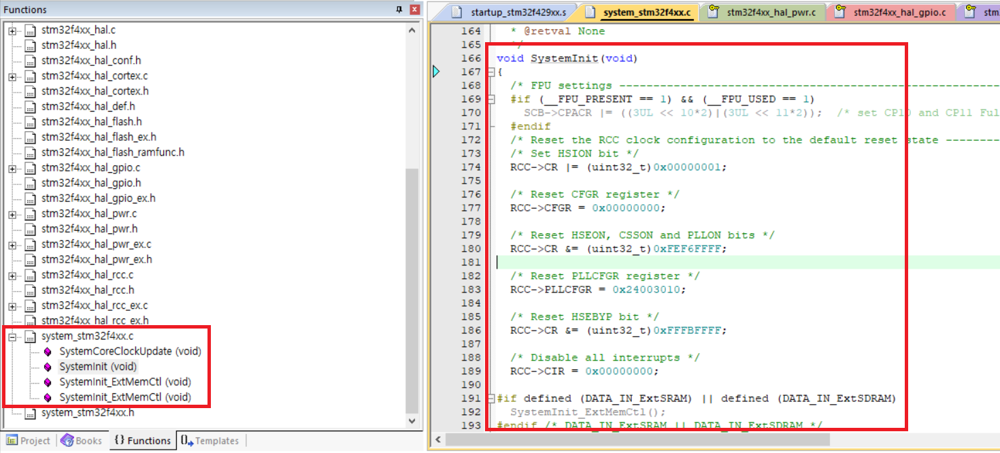 Functions
stm32f4xx_hal.c
stm32f4xx_hal.h
stm32f4xx_hal_conf.h
stm32f4xx_hal_cortex.c
stm32f4xx_hal_cortex.h
stm32f4xx_hal_def.h
stm32f4xx_hal_flash.h
stm32f4xx_hal_flash_ex.h
stm32f4xx_hal_flash_ramfunc.h
stm32f4xx_hal_gpio.c
stm32f4xx_hal_gpio.h
stm32f4xx_hal_gpio_ex.h
stm32f4xx_hal_pwr.c
stm32f4xx_hal_pwr.h
stm32f4xx_hal_pwr_ex.c
stm32f4xx_hal_pwr_ex.h
stm32f4xx_hal_rcc.c
stm32f4xx_hal_rcc.h
stm32f4xx_hal_rcc_ex.c
stm32f4xx_hal_rcc_ex.h
system_stm32f4xx.c
SystemCoreClockUpdate (void)
SystemInit (void)
SystemInit_ExtMemCtl (void)
SystemInit_ExtMemCtl (void)
system_stm32f4xx.h
Project Books {} Functions Templates
startup_stm32f429xx.s system_stm32f4xx.c stm32f4xx_hal_pwr.c stm32f4xx_hal_gpio.c stm
164 * @retval None
165 */
166 void SystemInit(void)
167 {
168 /* FPU settings --------------------------------------------------------
169 #if (__FPU_PRESENT == 1) && (__FPU_USED == 1)
170 SCB->CPACR |= ((3UL << 10*2)|(3UL << 11*2)); /* set CP10 and CP11 Ful
171 #endif
172 /* Reset the RCC clock configuration to the default reset state --------
173 /* Set HSION bit */
174 RCC->CR |= (uint32_t)0x00000001;
175
176 /* Reset CFGR register */
177 RCC->CFGR = 0x00000000;
178
179 /* Reset HSEON, CSSON and PLLON bits */
180 RCC->CR &= (uint32_t)0xFEF6FFFF;
181
182 /* Reset PLLCFGR register */
183 RCC->PLLCFGR = 0x24003010;
184
185 /* Reset HSEBYP bit */
186 RCC->CR &= (uint32_t)0xFFFBFFFF;
187
188 /* Disable all interrupts */
189 RCC->CIR = 0x00000000;
190
191 #if defined (DATA_IN_ExtSRAM) || defined (DATA_IN_ExtSDRAM)
192 SystemInit_ExtMemCtl();
193 #endif /* DATA_IN_ExtSRAM || DATA_IN_ExtSDRAM */